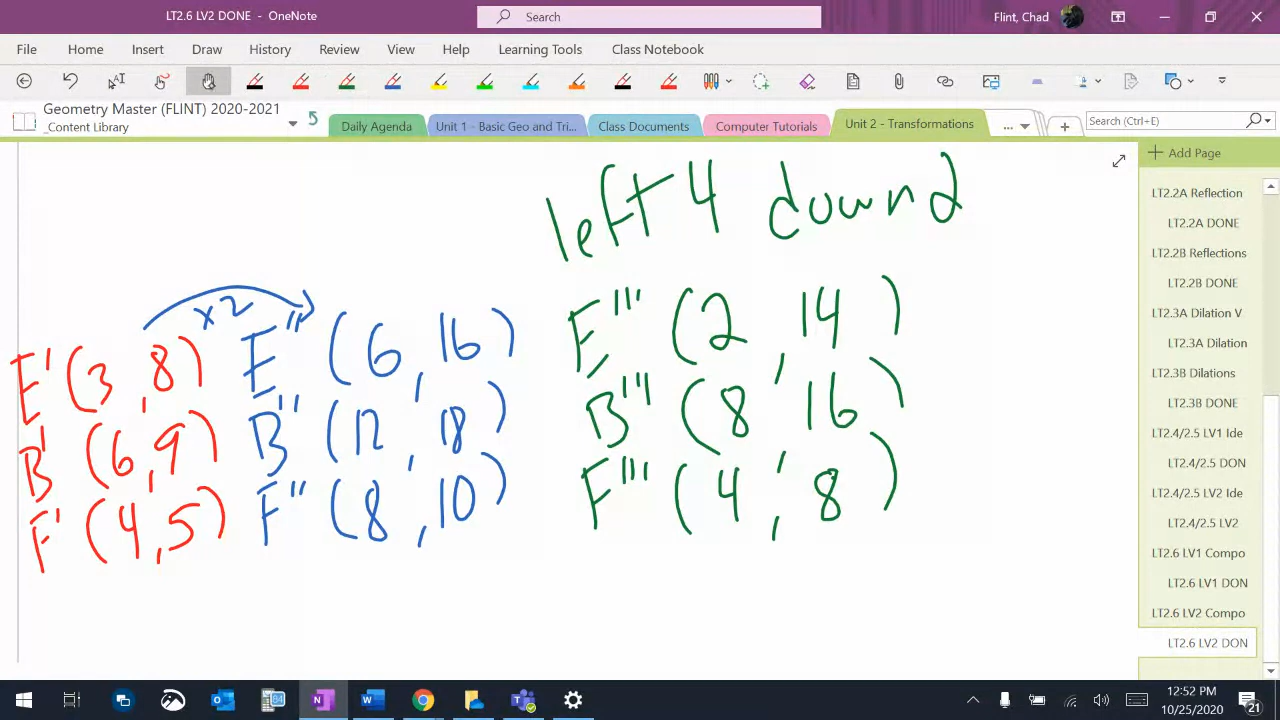 LT2.6 LV2 DONE - OneNote
Search
Flint, Chad
File Home Insert Draw History Review View Help Learning Tools Class Notebook
Geometry Master (FLINT) 2020-2021
_Content Library
Daily Agenda
Unit 1 - Basic Geo and Tri...
Class Documents
Computer Tutorials
Unit 2 - Transformations
...
Search (Ctrl+E)
Add Page
LT2.2A Reflection
LT2.2A DONE
LT2.2B Reflections
LT2.2B DONE
LT2.3A Dilation V
LT2.3A Dilation
LT2.3B Dilations
LT2.3B DONE
LT2.4/2.5 LV1 Ide
LT2.4/2.5 DON
LT2.4/2.5 LV2 Ide
LT2.4/2.5 LV2
LT2.6 LV1 Compo
LT2.6 LV1 DON
LT2.6 LV2 Compo
LT2.6 LV2 DON
left 4 down 2
x2
E' (3, 8) E'' (6, 16) E''' (2, 14)
B' (6, 9) B'' (12, 18) B''' (8, 16)
F' (4, 5) F'' (8, 10) F''' (4, 8)
12:52 PM
10/25/2020
21